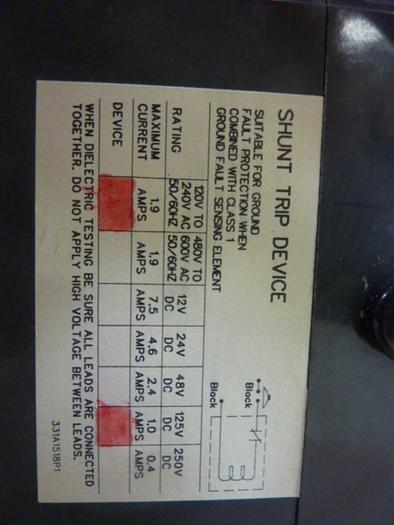 SHUNT TRIP DEVICE
SUITABLE FOR GROUND
FAULT PROTECTION WHEN
COMBINED WITH CLASS 1
GROUND FAULT SENSING ELEMENT
Black
Black
RATING 120V TO 480V TO 12V 24V 48V 125V 250V
240V AC 600V AC DC DC DC DC DC
50/60HZ 50/60HZ
MAXIMUM 1.9 1.9 7.5 4.6 2.4 1.0 0.4
CURRENT AMPS AMPS AMPS AMPS AMPS AMPS AMPS
DEVICE
WHEN DIELECTRIC TESTING BE SURE ALL LEADS ARE CONNECTED
TOGETHER. DO NOT APPLY HIGH VOLTAGE BETWEEN LEADS.
331A1518P1